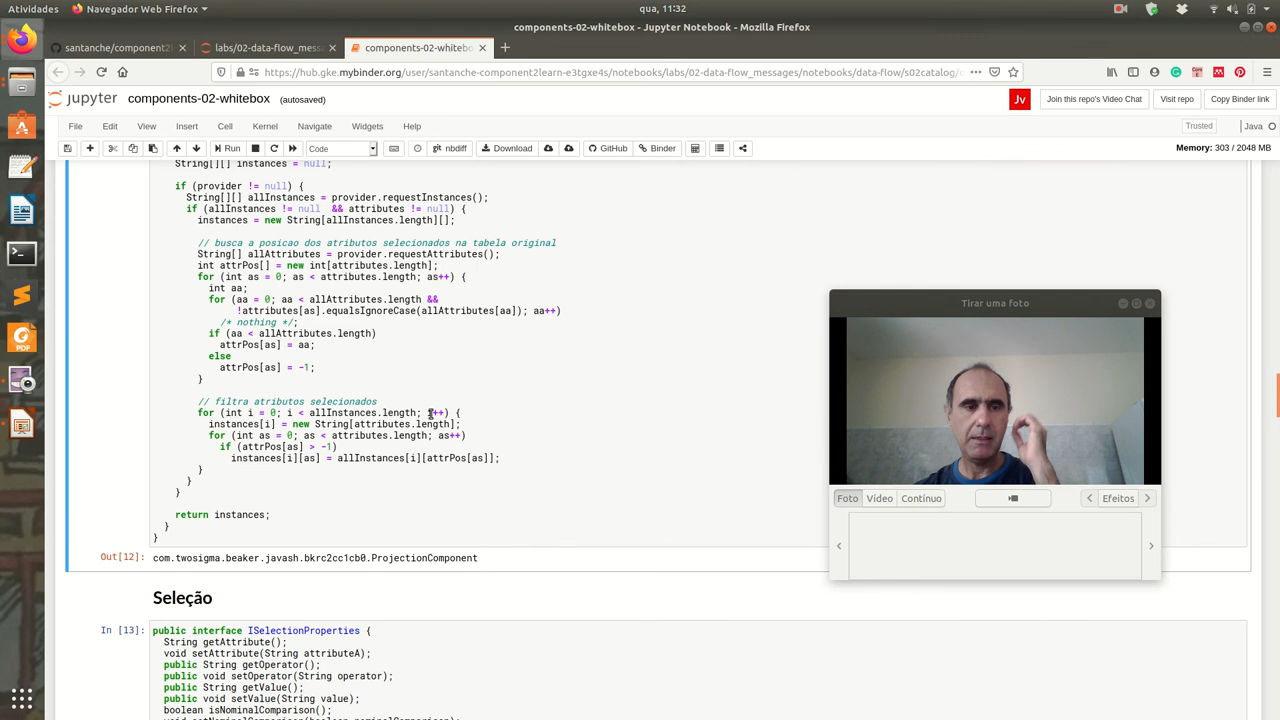 Atividades
Navegador Web Firefox
qua, 11:32
components-02-whitebox - Jupyter Notebook - Mozilla Firefox
santanche/component2l
labs/02-data-flow_mess
components-02-whitebo
https://hub.gke.mybinder.org/user/santanche-component2learn-e3tgxe4s/notebooks/labs/02-data-flow_messages/notebooks/data-flow/s02catalog/c
jupyter
components-02-whitebox
(autosaved)
Jv
Join this repo's Video Chat
Visit repo
Copy Binder link
File
Edit
View
Insert
Cell
Kernel
Navigate
Widgets
Help
Trusted
Java
Run
Code
nbdiff
Download
GitHub
Binder
Memory: 303 / 2048 MB
String[][] instances = null;
if (provider != null) {
String[][] allInstances = provider.requestInstances();
if (allInstances != null && attributes != null) {
instances = new String[allInstances.length][];
// busca a posicao dos atributos selecionados na tabela original
String[] allAttributes = provider.requestAttributes();
int attrPos[] = new int[attributes.length];
for (int as = 0; as < attributes.length; as++) {
int aa;
for (aa = 0; aa < allAttributes.length &&
!attributes[as].equalsIgnoreCase(allAttributes[aa]); aa++)
/* nothing */;
if (aa < allAttributes.length)
attrPos[as] = aa;
else
attrPos[as] = -1;
}
// filtra atributos selecionados
for (int i = 0; i < allInstances.length; i++) {
instances[i] = new String[attributes.length];
for (int as = 0; as < attributes.length; as++)
if (attrPos[as] > -1)
instances[i][as] = allInstances[i][attrPos[as]];
}
}
}
return instances;
}
}
Out[12]:
com.twosigma.beaker.javash.bkrc2cc1cb0.ProjectionComponent
Seleção
In [13]:
public interface ISelectionProperties {
String getAttribute();
void setAttribute(String attributeA);
public String getOperator();
public void setOperator(String operator);
public String getValue();
public void setValue(String value);
boolean isNominalComparison();
void setNominalComparison(boolean nominalComparison);
Tirar uma foto
Foto
Vídeo
Contínuo
Efeitos
PDF